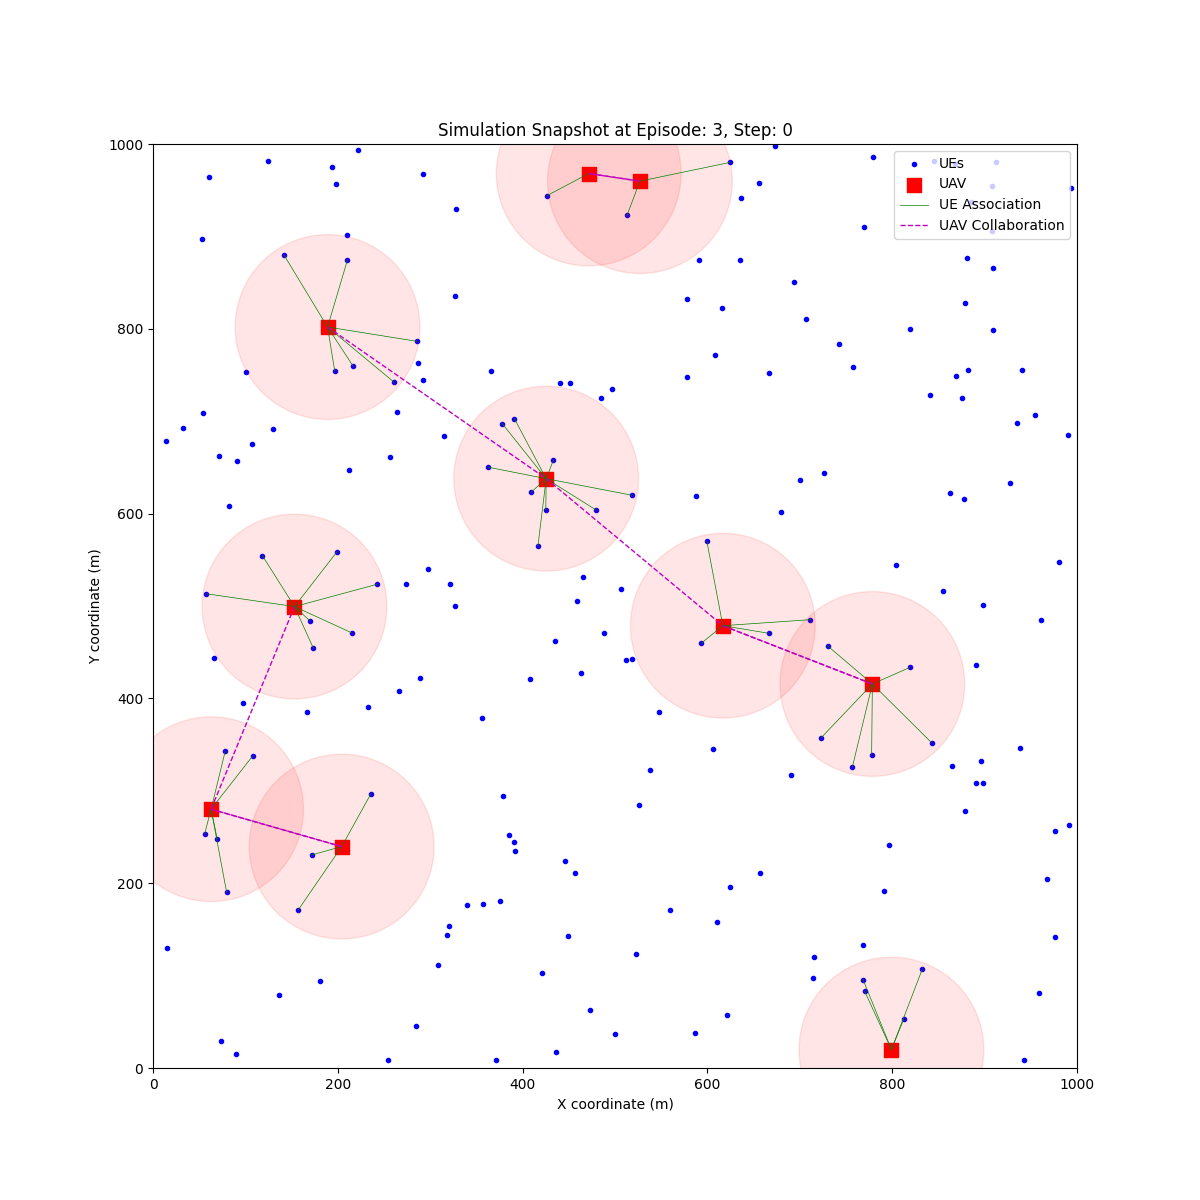 Simulation Snapshot at Episode: 3, Step: 0
UEs
UAV
UE Association
UAV Collaboration
1000
800
600
400
200
0
Y coordinate (m)
0 200 400 600 800 1000
X coordinate (m)